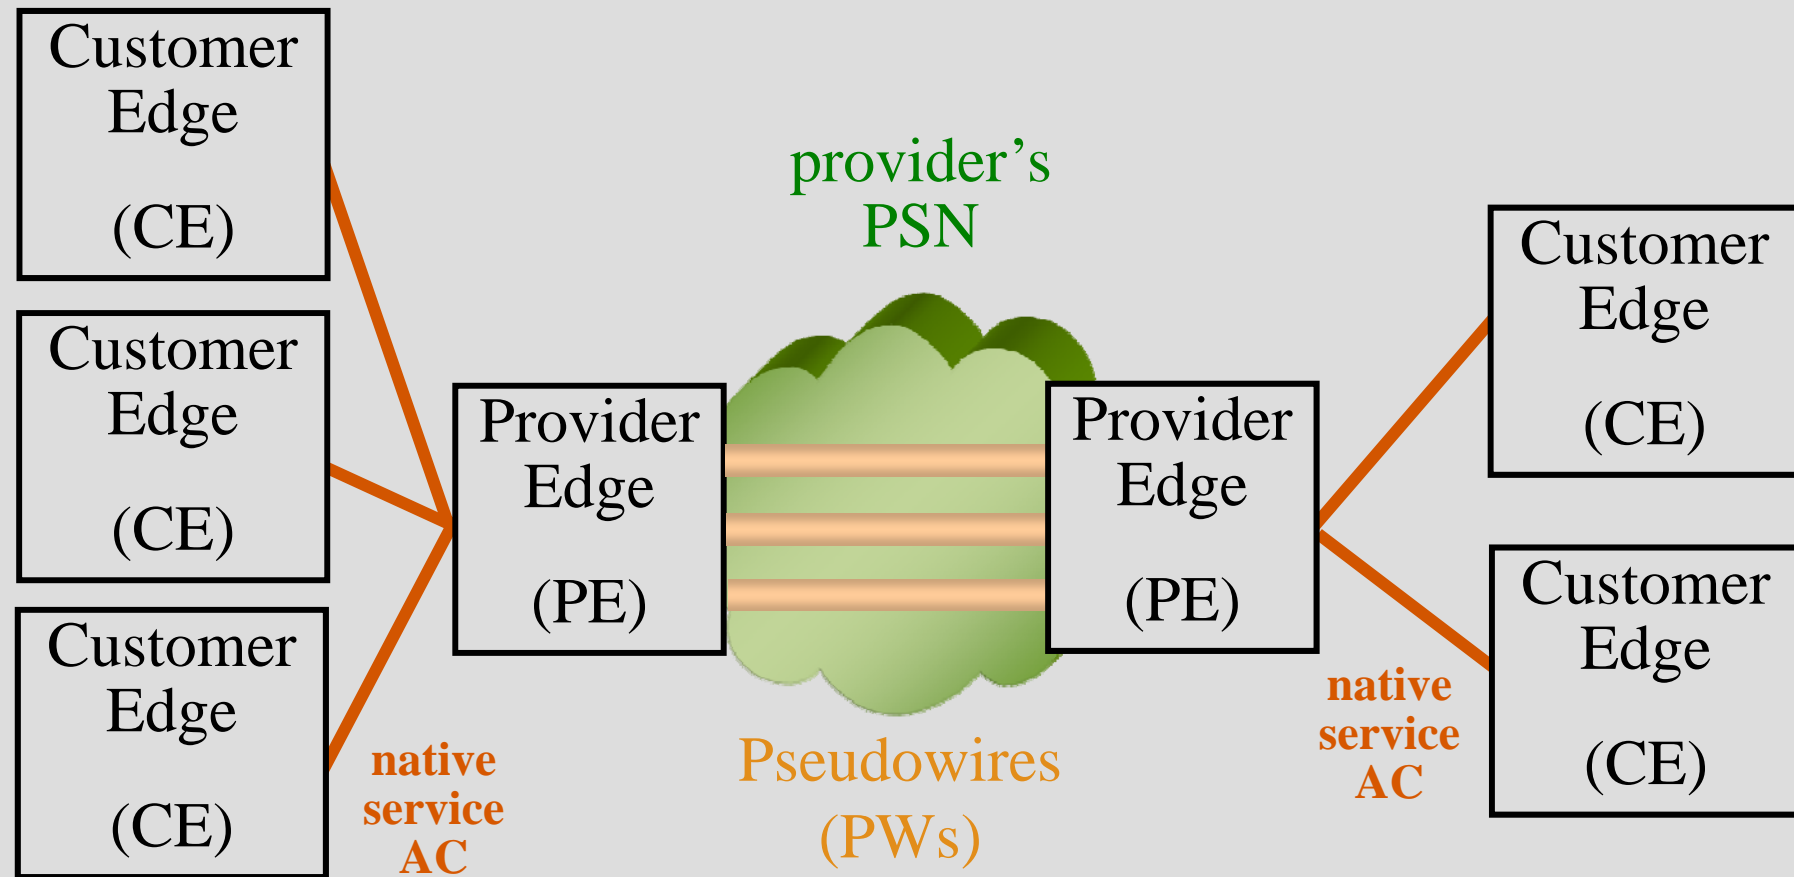 Customer
Edge
(CE)
Customer
Edge
(CE)
Customer
Edge
(CE)
native
service
AC
Provider
Edge
(PE)
provider’s
PSN
Pseudowires
(PWs)
Provider
Edge
(PE)
native
service
AC
Customer
Edge
(CE)
Customer
Edge
(CE)